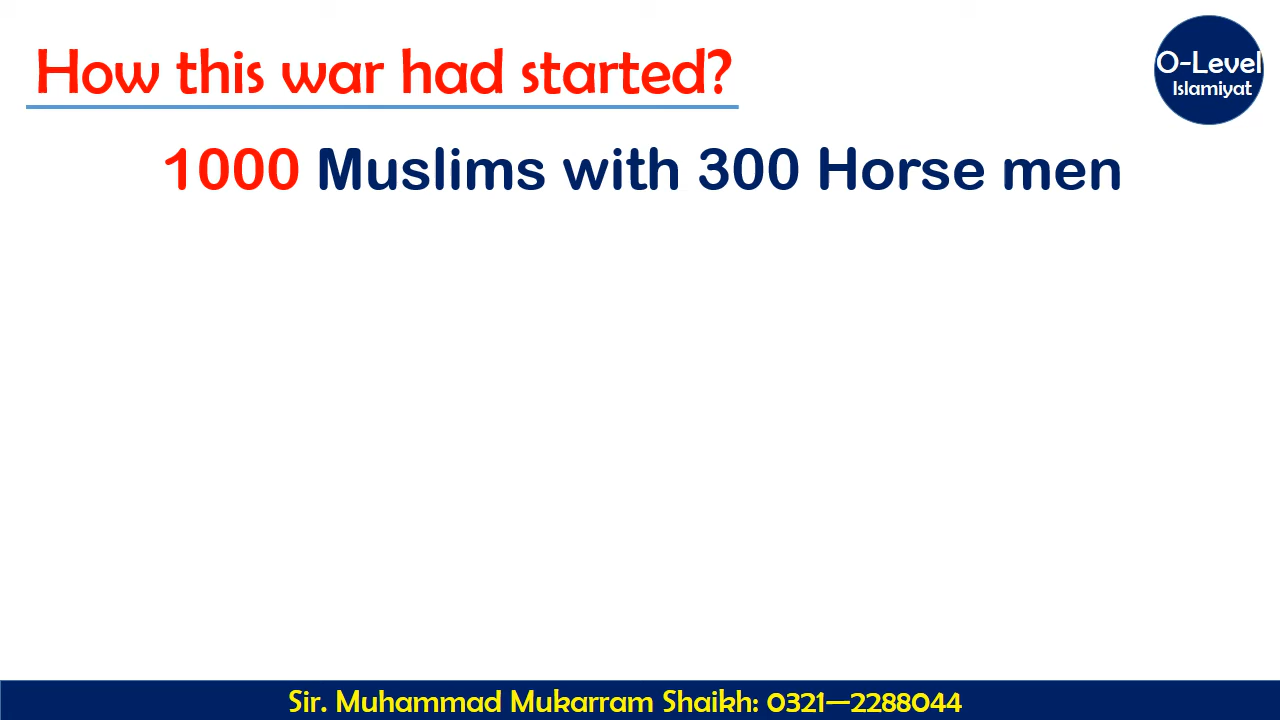 How this war had started?
O-Level
Islamiyat
1000 Muslims with 300 Horse men
Sir. Muhammad Mukarram Shaikh: 0321—2288044